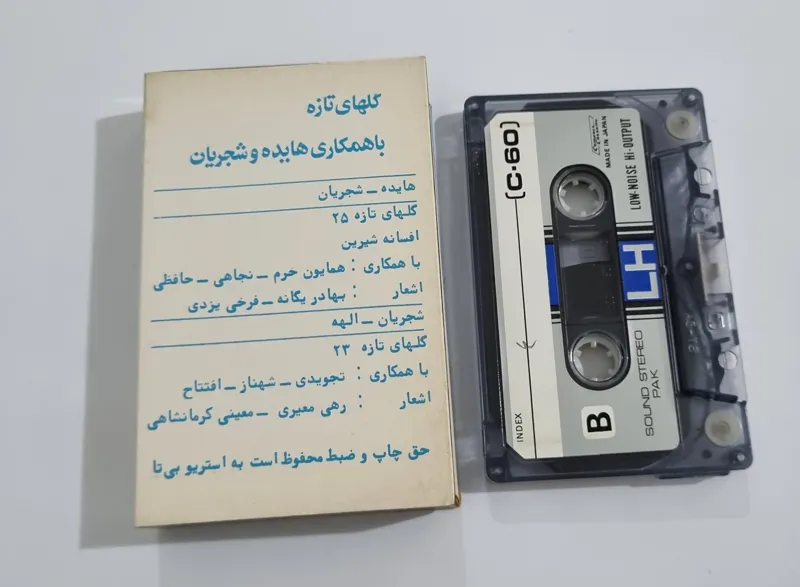 گلهای تازه
با همکاری هایده و شجریان
هایده – شجریان
گلهای تازه ۲۵
افسانه شیرین
با همکاری : همایون خرم – نجاهی – حافظی
اشعار : بهادر یگانه – فرخی یزدی
شجریان – الهه
گلهای تازه ۲۳
با همکاری : تجویدی – شهناز – افتتاح
اشعار : رهی معیری – معینی کرمانشاهی
حق چاپ و ضبط محفوظ است به استریو بی‌تا
(C·60)
MADE IN JAPAN
LOW-NOISE Hi-OUTPUT
LH
INDEX
B
SOUND STEREO
PAK